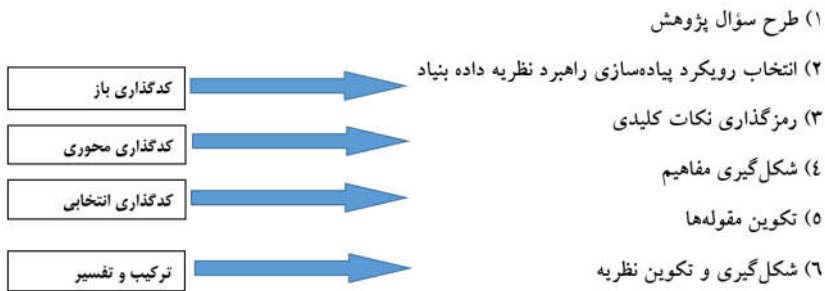 ۱) طرح سؤال پژوهش
۲) انتخاب رویکرد پیاده‌سازی راهبرد نظریه داده بنیاد
۳) رمزگذاری نکات کلیدی
٤) شکل‌گیری مفاهیم
٥) تکوین مقوله‌ها
٦) شکل‌گیری و تکوین نظریه
کدگذاری باز
کدگذاری محوری
کدگذاری انتخابی
ترکیب و تفسیر